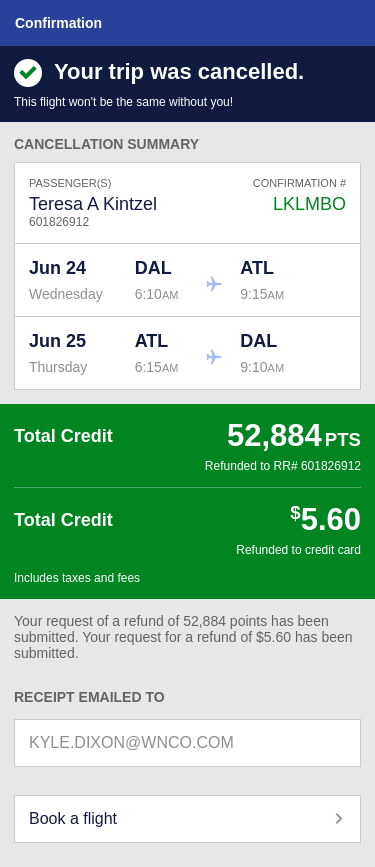 Confirmation
Your trip was cancelled.
This flight won't be the same without you!
CANCELLATION SUMMARY
PASSENGER(S) CONFIRMATION #
Teresa A Kintzel LKLMBO
601826912
Jun 24 DAL ATL
Wednesday 6:10AM 9:15AM
Jun 25 ATL DAL
Thursday 6:15AM 9:10AM
Total Credit 52,884 PTS
Refunded to RR# 601826912
Total Credit $5.60
Refunded to credit card
Includes taxes and fees
Your request of a refund of 52,884 points has been
submitted. Your request for a refund of $5.60 has been
submitted.
RECEIPT EMAILED TO
KYLE.DIXON@WNCO.COM
Book a flight